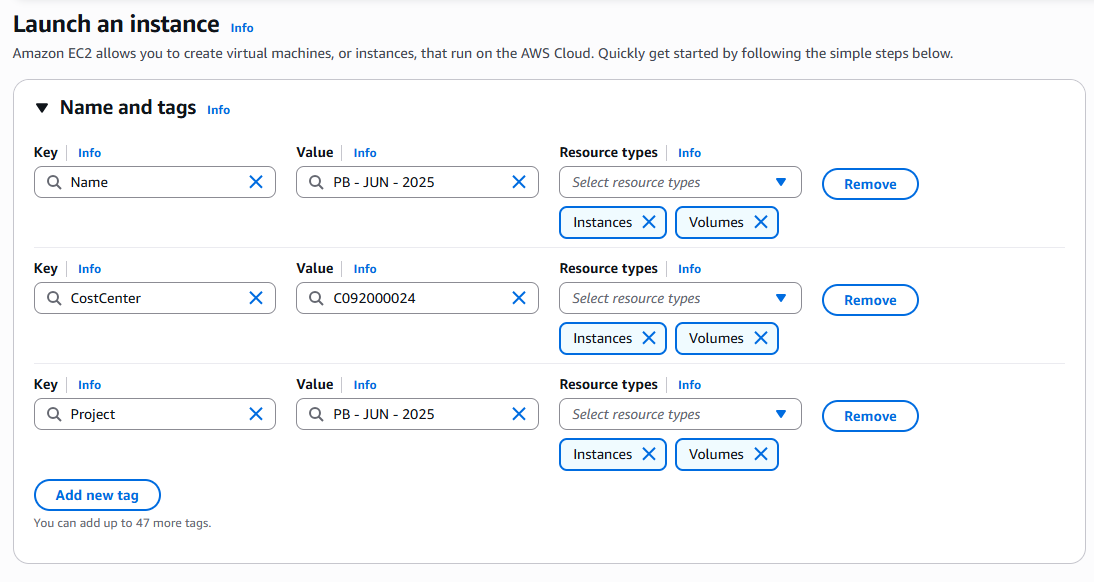 Launch an instance Info
Amazon EC2 allows you to create virtual machines, or instances, that run on the AWS Cloud. Quickly get started by following the simple steps below.
Name and tags Info
Key Info Value Info Resource types Info
Name PB - JUN - 2025 Select resource types Remove
Instances Volumes
Key Info Value Info Resource types Info
CostCenter C092000024 Select resource types Remove
Instances Volumes
Key Info Value Info Resource types Info
Project PB - JUN - 2025 Select resource types Remove
Instances Volumes
Add new tag
You can add up to 47 more tags.